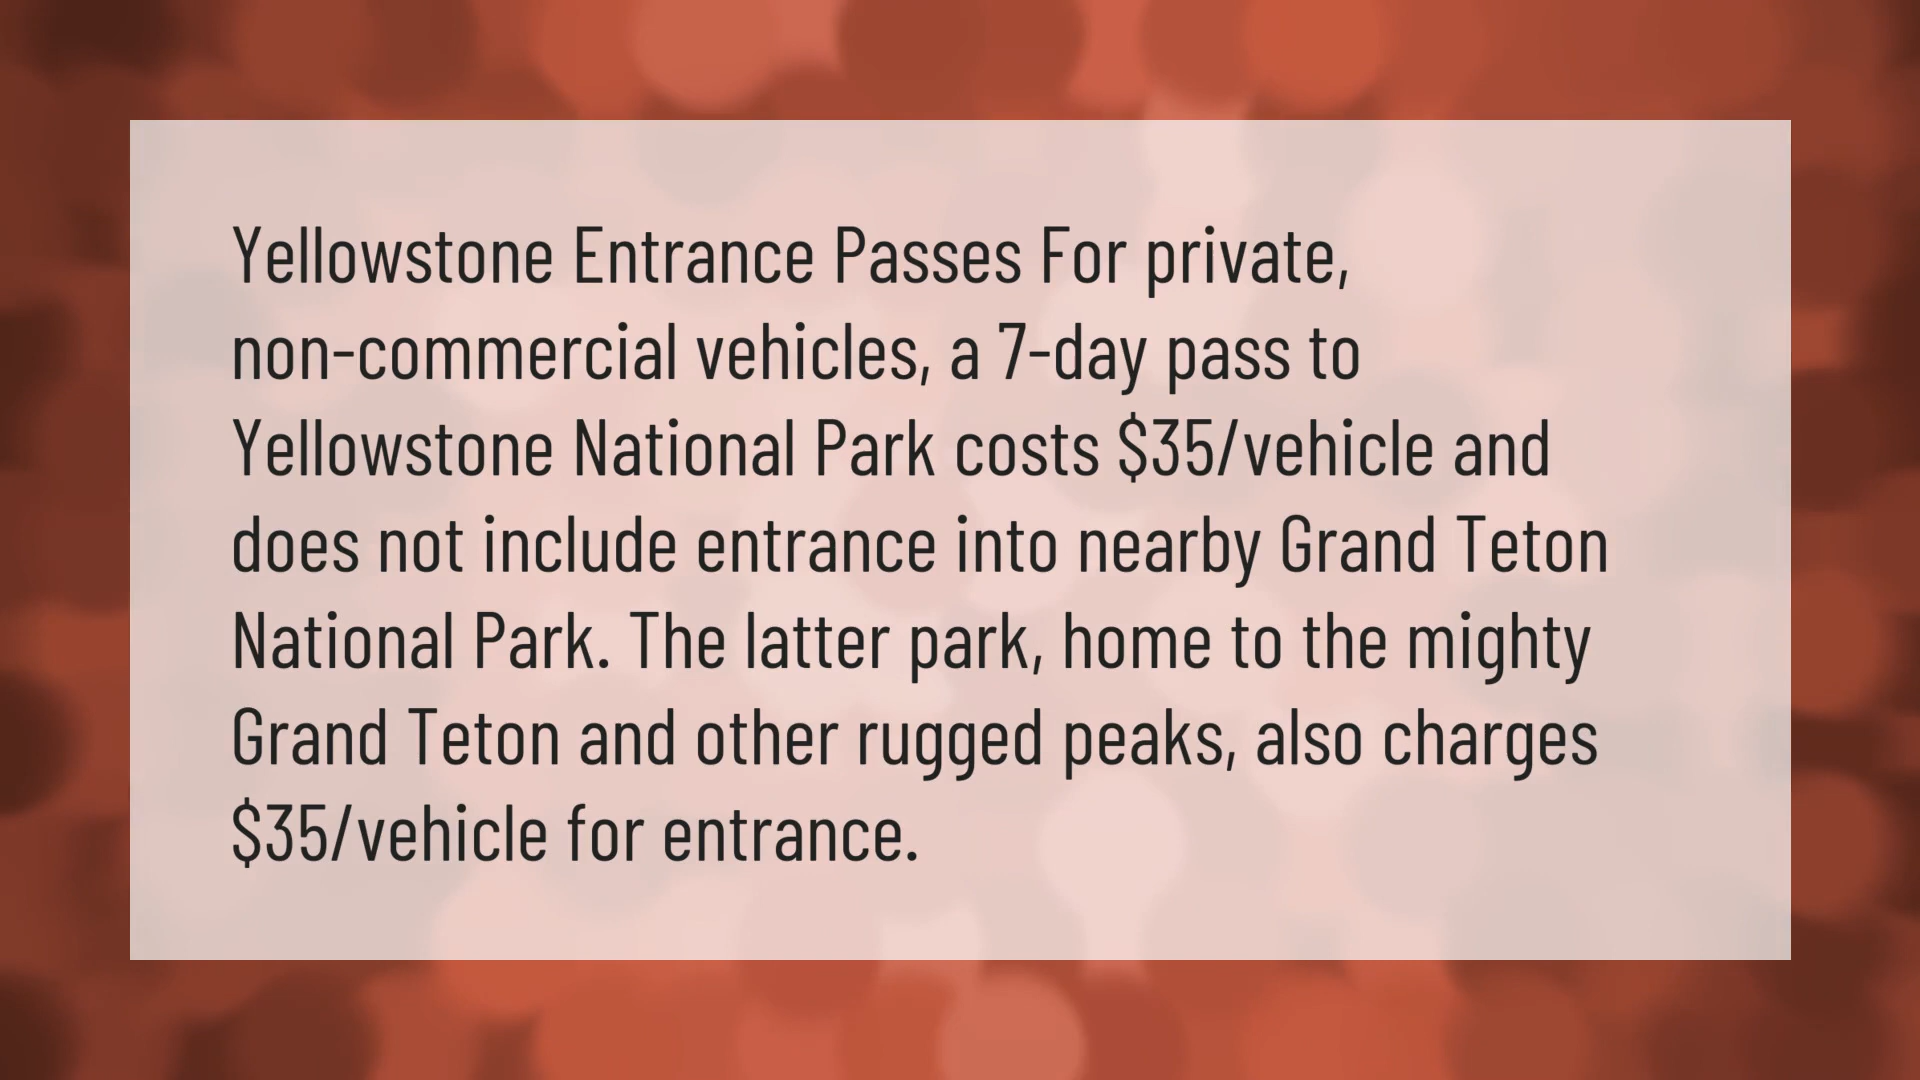 Yellowstone Entrance Passes For private,
non-commercial vehicles, a 7-day pass to
Yellowstone National Park costs $35/vehicle and
does not include entrance into nearby Grand Teton
National Park. The latter park, home to the mighty
Grand Teton and other rugged peaks, also charges
$35/vehicle for entrance.